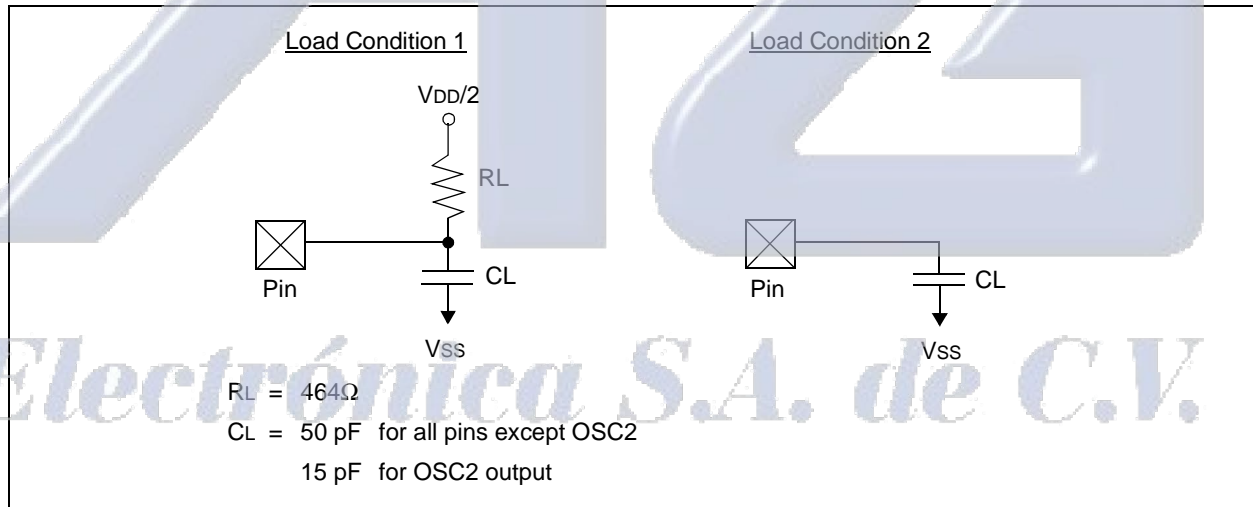 Load Condition 1
Load Condition 2
VDD/2
RL
Pin
CL
VSS
Pin
CL
VSS
RL = 464Ω
CL = 50 pF for all pins except OSC2
15 pF for OSC2 output
Electrónica S.A. de C.V.